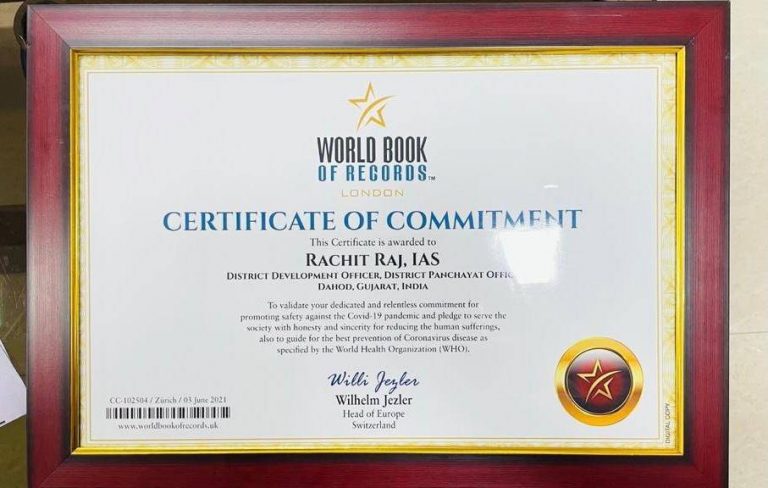 WORLD BOOK
OF RECORDS™
LONDON
CERTIFICATE OF COMMITMENT
This Certificate is awarded to
RACHIT RAJ, IAS
DISTRICT DEVELOPMENT OFFICER, DISTRICT PANCHAYAT
DAHOD, GUJARAT, INDIA
To validate your dedicated and relentless commitment for
promoting safety against the Covid-19 pandemic and pledge to serve the
society with honesty and sincerity for reducing the human sufferings,
also to guide for the best prevention of Coronavirus disease as
specified by the World Health Organization (WHO).
Willi Jezler
Wilhelm Jezler
Head of Europe
Switzerland
CC-102504 / Zürich / 03 June 2021
www.worldbookofrecords.uk
DIGITAL COPY